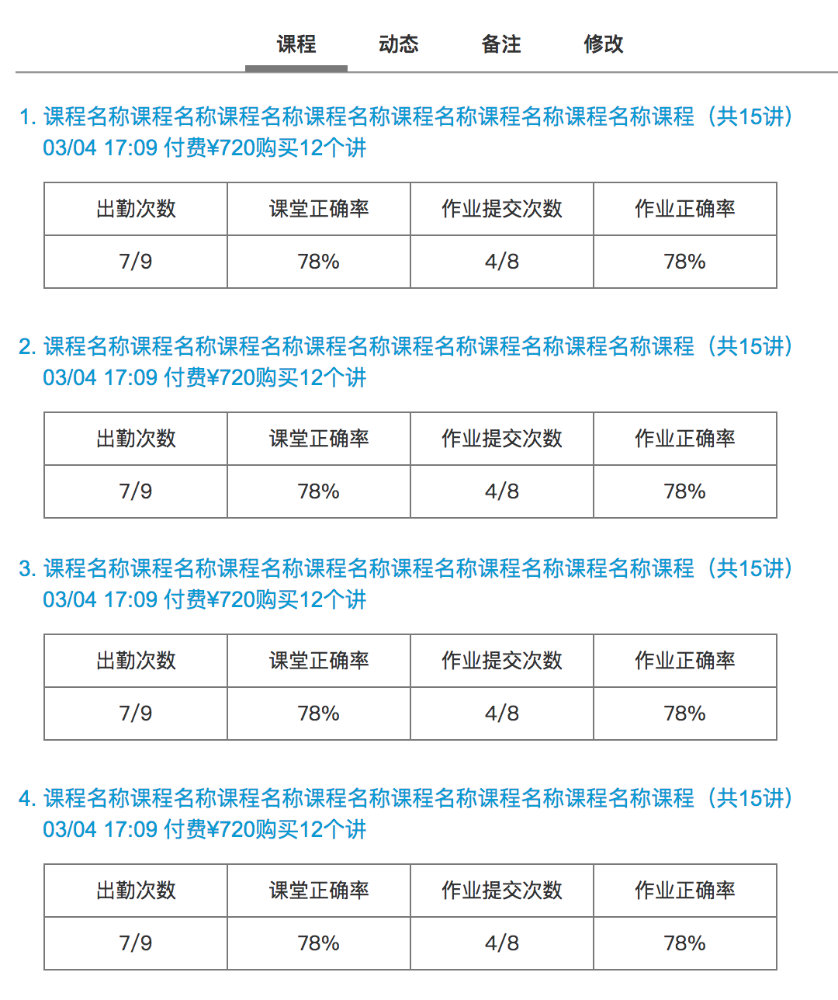 课程 动态 备注 修改
1. 课程名称课程名称课程名称课程名称课程名称课程名称课程名称课程（共15讲）
03/04 17:09 付费¥720购买12个讲
出勤次数 课堂正确率 作业提交次数 作业正确率
7/9 78% 4/8 78%
2. 课程名称课程名称课程名称课程名称课程名称课程名称课程名称课程（共15讲）
03/04 17:09 付费¥720购买12个讲
出勤次数 课堂正确率 作业提交次数 作业正确率
7/9 78% 4/8 78%
3. 课程名称课程名称课程名称课程名称课程名称课程名称课程名称课程（共15讲）
03/04 17:09 付费¥720购买12个讲
出勤次数 课堂正确率 作业提交次数 作业正确率
7/9 78% 4/8 78%
4. 课程名称课程名称课程名称课程名称课程名称课程名称课程名称课程（共15讲）
03/04 17:09 付费¥720购买12个讲
出勤次数 课堂正确率 作业提交次数 作业正确率
7/9 78% 4/8 78%